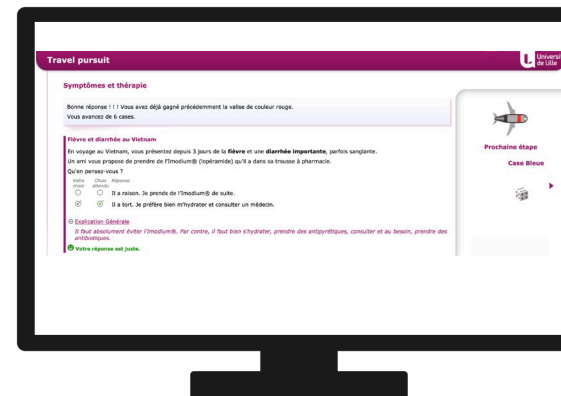 Travel pursuit
Université de Lille
Symptômes et thérapie
Bonne réponse ! ! ! Vous avez déjà gagné précédemment la valise de couleur rouge.
Vous avancez de 6 cases.
Fièvre et diarrhée au Vietnam
En voyage au Vietnam, vous présentez depuis 3 jours de la fièvre et une diarrhée importante, parfois sanglante.
Un ami vous propose de prendre de l'Imodium® (lopéramide) qu'il a dans sa trousse à pharmacie.
Qu'en pensez-vous ?
Votre choix Choix attendu Réponse
Il a raison. Je prends de l'Imodium® de suite.
Il a tort. Je préfère bien m'hydrater et consulter un médecin.
Explication Générale
Il faut absolument éviter l'Imodium®. Par contre, il faut bien s'hydrater, prendre des antipyrétiques, consulter et au besoin, prendre des
antibiotiques.
Votre réponse est juste.
Prochaine étape
Case Bleue